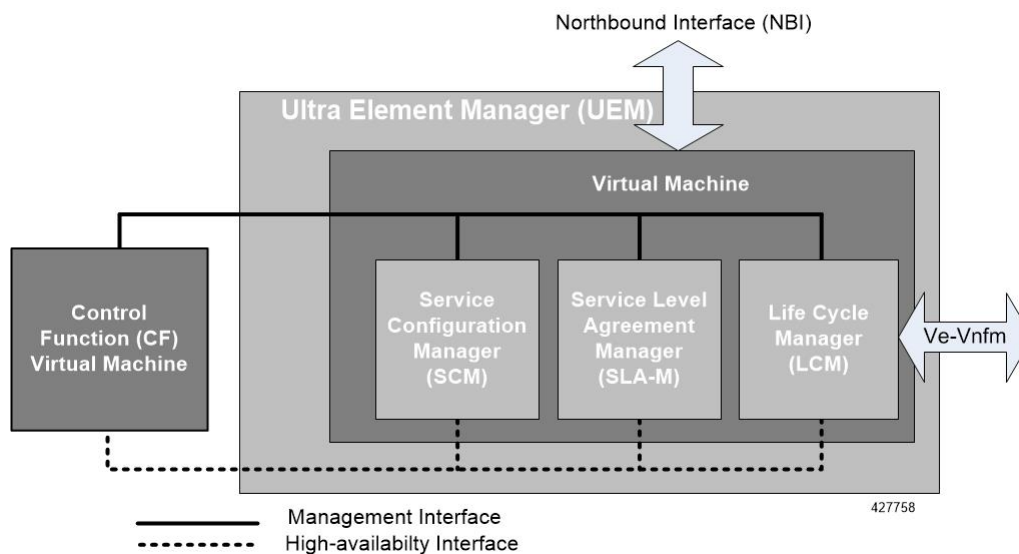 Northbound Interface (NBI)
Ultra Element Manager (UEM)
Virtual Machine
Control
Function (CF)
Virtual Machine
Service
Configuration
Manager
(SCM)
Service Level
Agreement
Manager
(SLA-M)
Life Cycle
Manager
(LCM)
Ve-Vnfm
427758
Management Interface
High-availabilty Interface